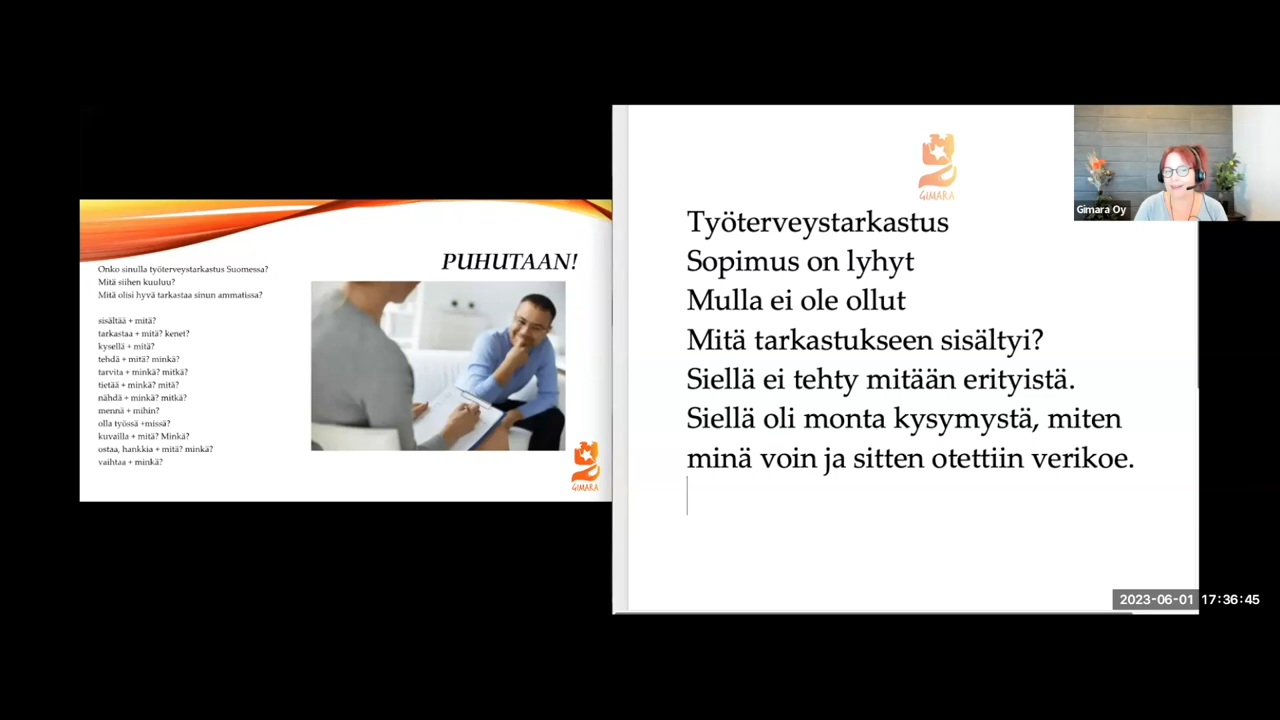 PUHUTAAN!
Onko sinulla työterveystarkastus Suomessa?
Mitä siihen kuuluu?
Mitä olisi hyvä tarkastaa sinun ammatissa?
sisältää + mitä?
tarkastaa + mitä? kenet?
kysellä + mitä?
tehdä + mitä? minkä?
tarvita + minkä? mitkä?
tietää + minkä? mitä?
nähdä + minkä? mitkä?
mennä + mihin?
olla työssä +missä?
kuvailla + mitä? Minkä?
ostaa, hankkia + mitä? minkä?
vaihtaa + minkä?
GIMARA
GIMARA
Työterveystarkastus
Sopimus on lyhyt
Mulla ei ole ollut
Mitä tarkastukseen sisältyi?
Siellä ei tehty mitään erityistä.
Siellä oli monta kysymystä, miten
minä voin ja sitten otettiin verikoe.
Gimara Oy
2023-06-01 17:36:45